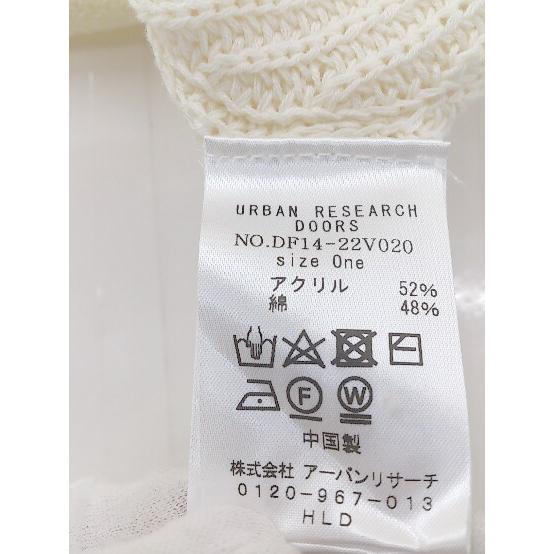 URBAN RESEARCH
DOORS
NO.DF14-22V020
size One
アクリル 52%
綿 48%
F W
中国製
株式会社 アーバンリサーチ
0120-967-013
HLD